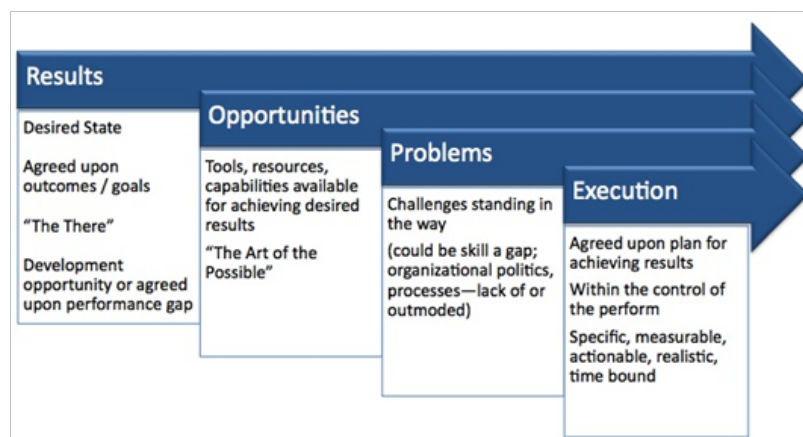 Results
Desired State
Agreed upon
outcomes / goals
“The There”
Development
opportunity or agreed
upon performance gap
Opportunities
Tools, resources,
capabilities available
for achieving desired
results
“The Art of the
Possible”
Problems
Challenges standing in
the way
(could be skill a gap;
organizational politics,
processes—lack of or
outmoded)
Execution
Agreed upon plan for
achieving results
Within the control of
the perform
Specific, measurable,
actionable, realistic,
time bound